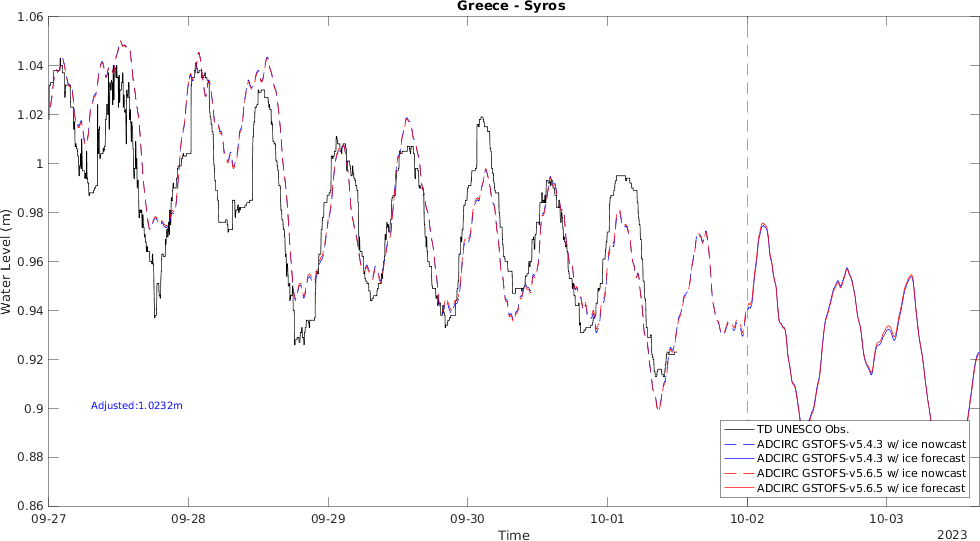 Greece - Syros
1.06
1.04
1.02
1
0.98
0.96
0.94
0.92
0.9
0.88
0.86
Water Level (m)
Adjusted:1.0232m
TD UNESCO Obs.
ADCIRC GSTOFS-v5.4.3 w/ ice nowcast
ADCIRC GSTOFS-v5.4.3 w/ ice forecast
ADCIRC GSTOFS-v5.6.5 w/ ice nowcast
ADCIRC GSTOFS-v5.6.5 w/ ice forecast
09-27 09-28 09-29 09-30 10-01 10-02 10-03
Time
2023